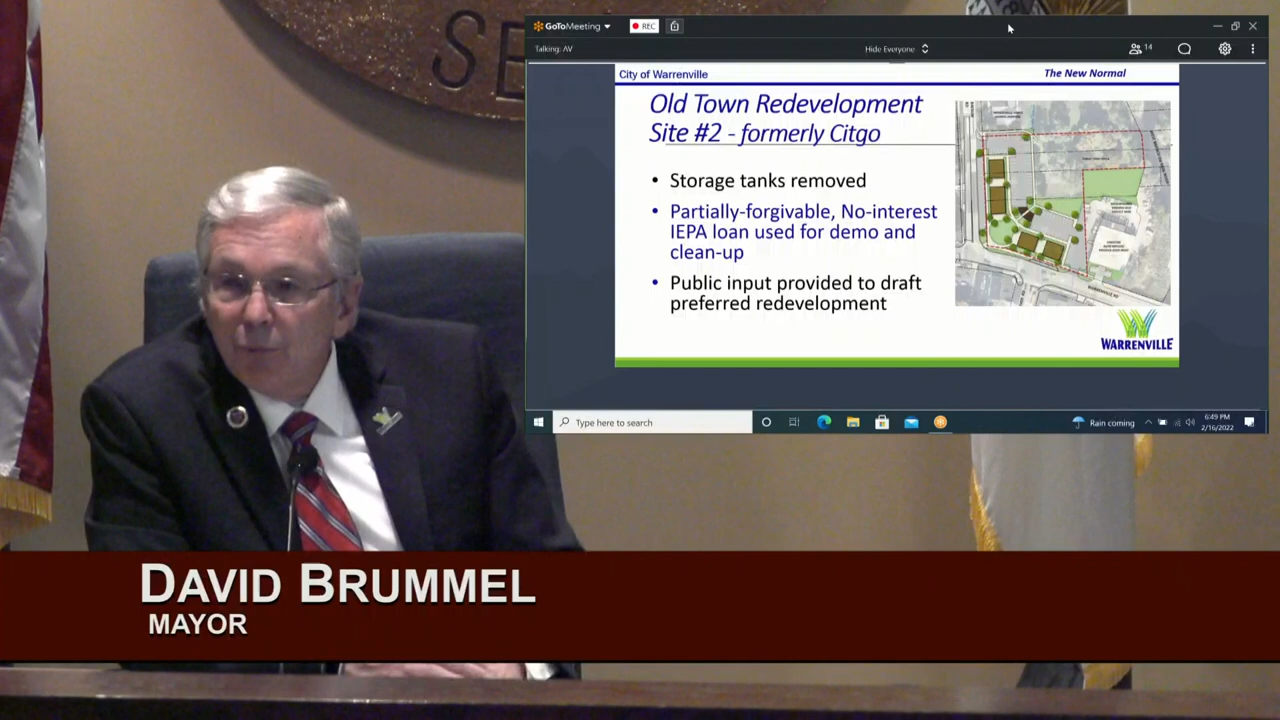 SE
GoToMeeting
REC
Talking: AV
Hide Everyone
14
City of Warrenville
The New Normal
Old Town Redevelopment
Site #2 - formerly Citgo
• Storage tanks removed
• Partially-forgivable, No-interest
IEPA loan used for demo and
clean-up
• Public input provided to draft
preferred redevelopment
WARRENVILLE RD
WARRENVILLE
Type here to search
Rain coming
6:49 PM
2/16/2022
DAVID BRUMMEL
MAYOR